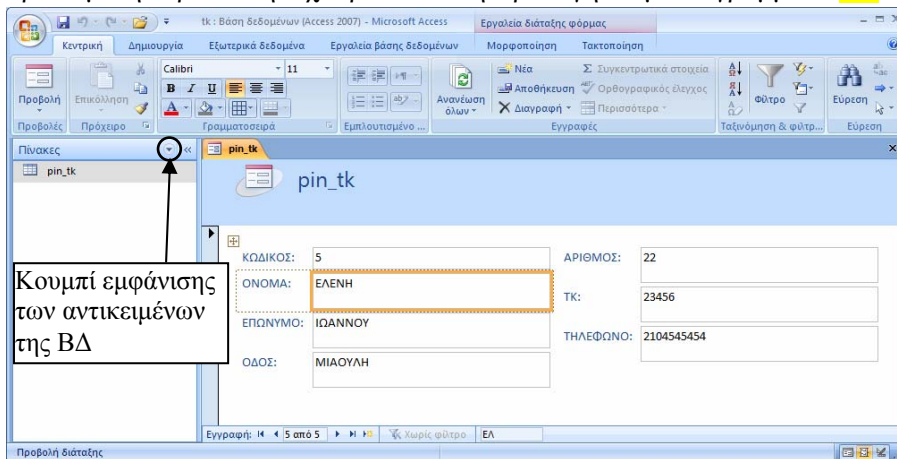 tk : Βάση δεδομένων (Access 2007) - Microsoft Access
Εργαλεία διάταξης φόρμας
Κεντρική Δημιουργία Εξωτερικά δεδομένα Εργαλεία βάσης δεδομένων Μορφοποίηση Τακτοποίηση
Προβολή
Επικόλληση
Calibri 11
B I U
Ανανέωση όλων
Νέα
Αποθήκευση
Διαγραφή
Συγκεντρωτικά στοιχεία
Ορθογραφικός έλεγχος
Περισσότερα
Φίλτρο
Εύρεση
Προβολές Πρόχειρο Γραμματοσειρά Εμπλουτισμένο ... Εγγραφές Ταξινόμηση & φιλτρ... Εύρεση
Πίνακες
pin_tk
pin_tk
pin_tk
ΚΩΔΙΚΟΣ: 5
ΟΝΟΜΑ: ΕΛΕΝΗ
ΕΠΩΝΥΜΟ: ΙΩΑΝΝΟΥ
ΟΔΟΣ: ΜΙΑΟΥΛΗ
ΑΡΙΘΜΟΣ: 22
ΤΚ: 23456
ΤΗΛΕΦΩΝΟ: 2104545454
Κουμπί εμφάνισης
των αντικειμένων
της ΒΔ
Εγγραφή: 5 από 5 Χωρίς φίλτρο ΕΛ
Προβολή διάταξης